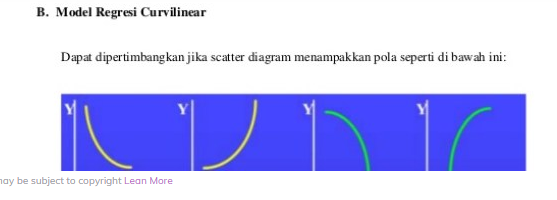 B. Model Regresi Curvilinear
Dapat dipertimbangkan jika scatter diagram menampakkan pola seperti di bawah ini:
Y Y Y Y
may be subject to copyright Lean More